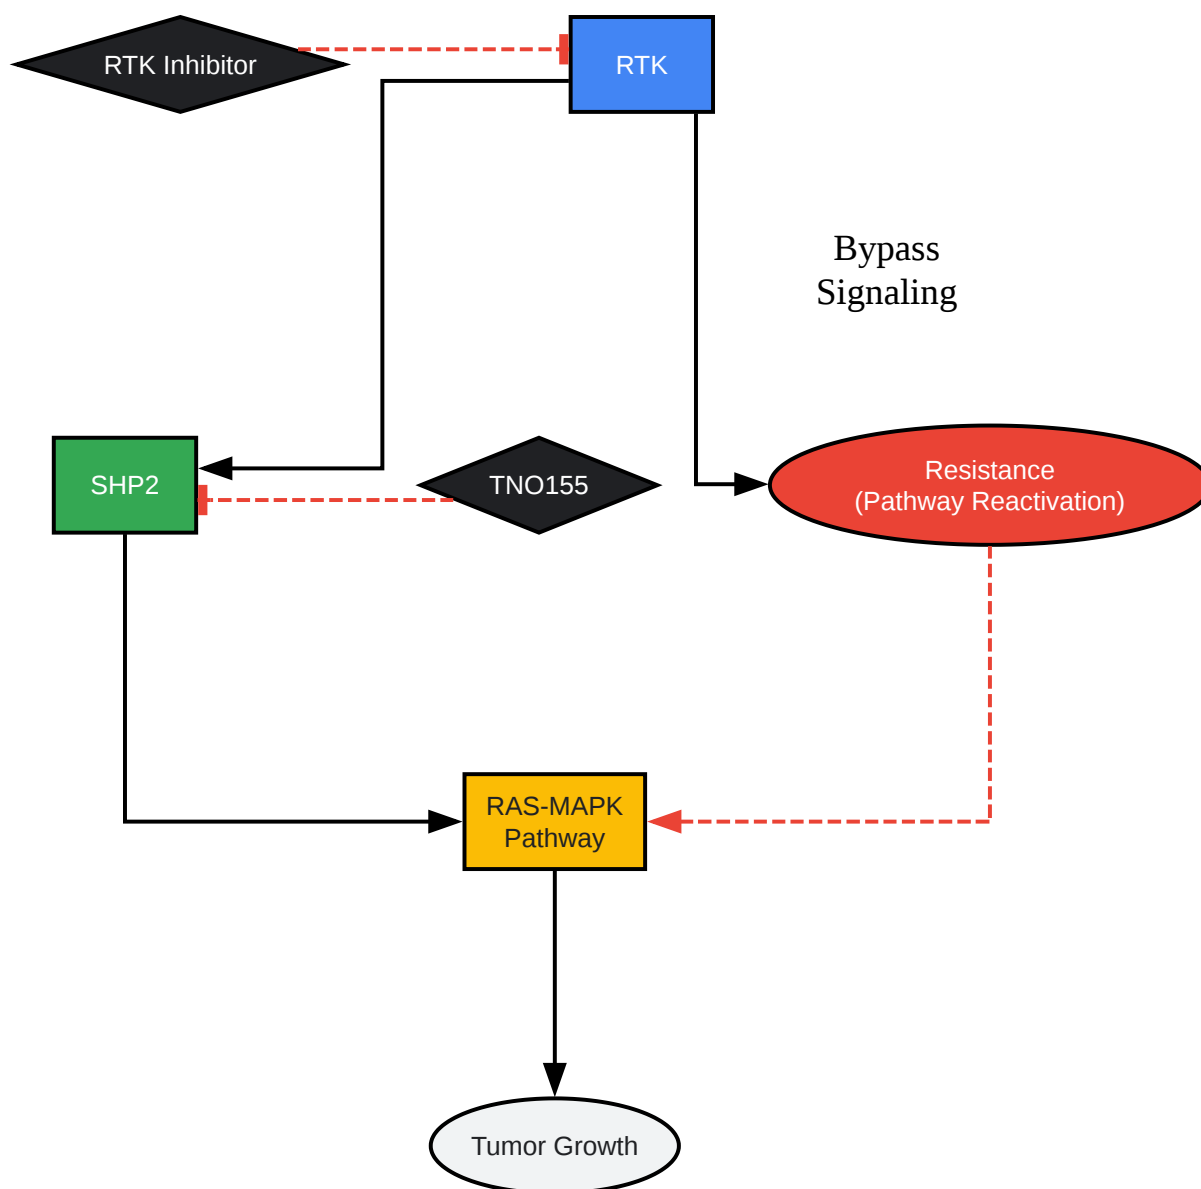 RTK Inhibitor
RTK
Bypass
Signaling
SHP2
TNO155
Resistance
(Pathway Reactivation)
RAS-MAPK
Pathway
Tumor Growth